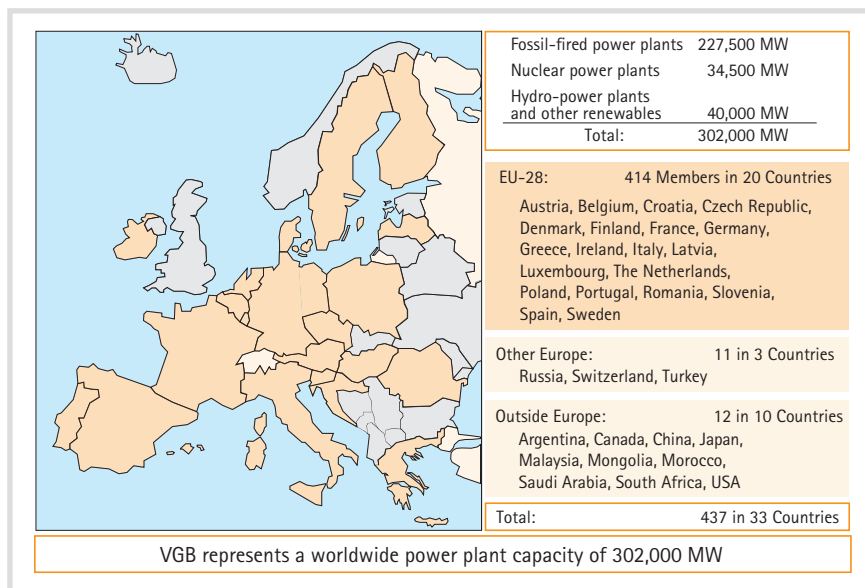 Fossil-fired power plants 227,500 MW
Nuclear power plants 34,500 MW
Hydro-power plants
and other renewables 40,000 MW
Total: 302,000 MW
EU-28: 414 Members in 20 Countries
Austria, Belgium, Croatia, Czech Republic,
Denmark, Finland, France, Germany,
Greece, Ireland, Italy, Latvia,
Luxembourg, The Netherlands,
Poland, Portugal, Romania, Slovenia,
Spain, Sweden
Other Europe: 11 in 3 Countries
Russia, Switzerland, Turkey
Outside Europe: 12 in 10 Countries
Argentina, Canada, China, Japan,
Malaysia, Mongolia, Morocco,
Saudi Arabia, South Africa, USA
Total: 437 in 33 Countries
VGB represents a worldwide power plant capacity of 302,000 MW